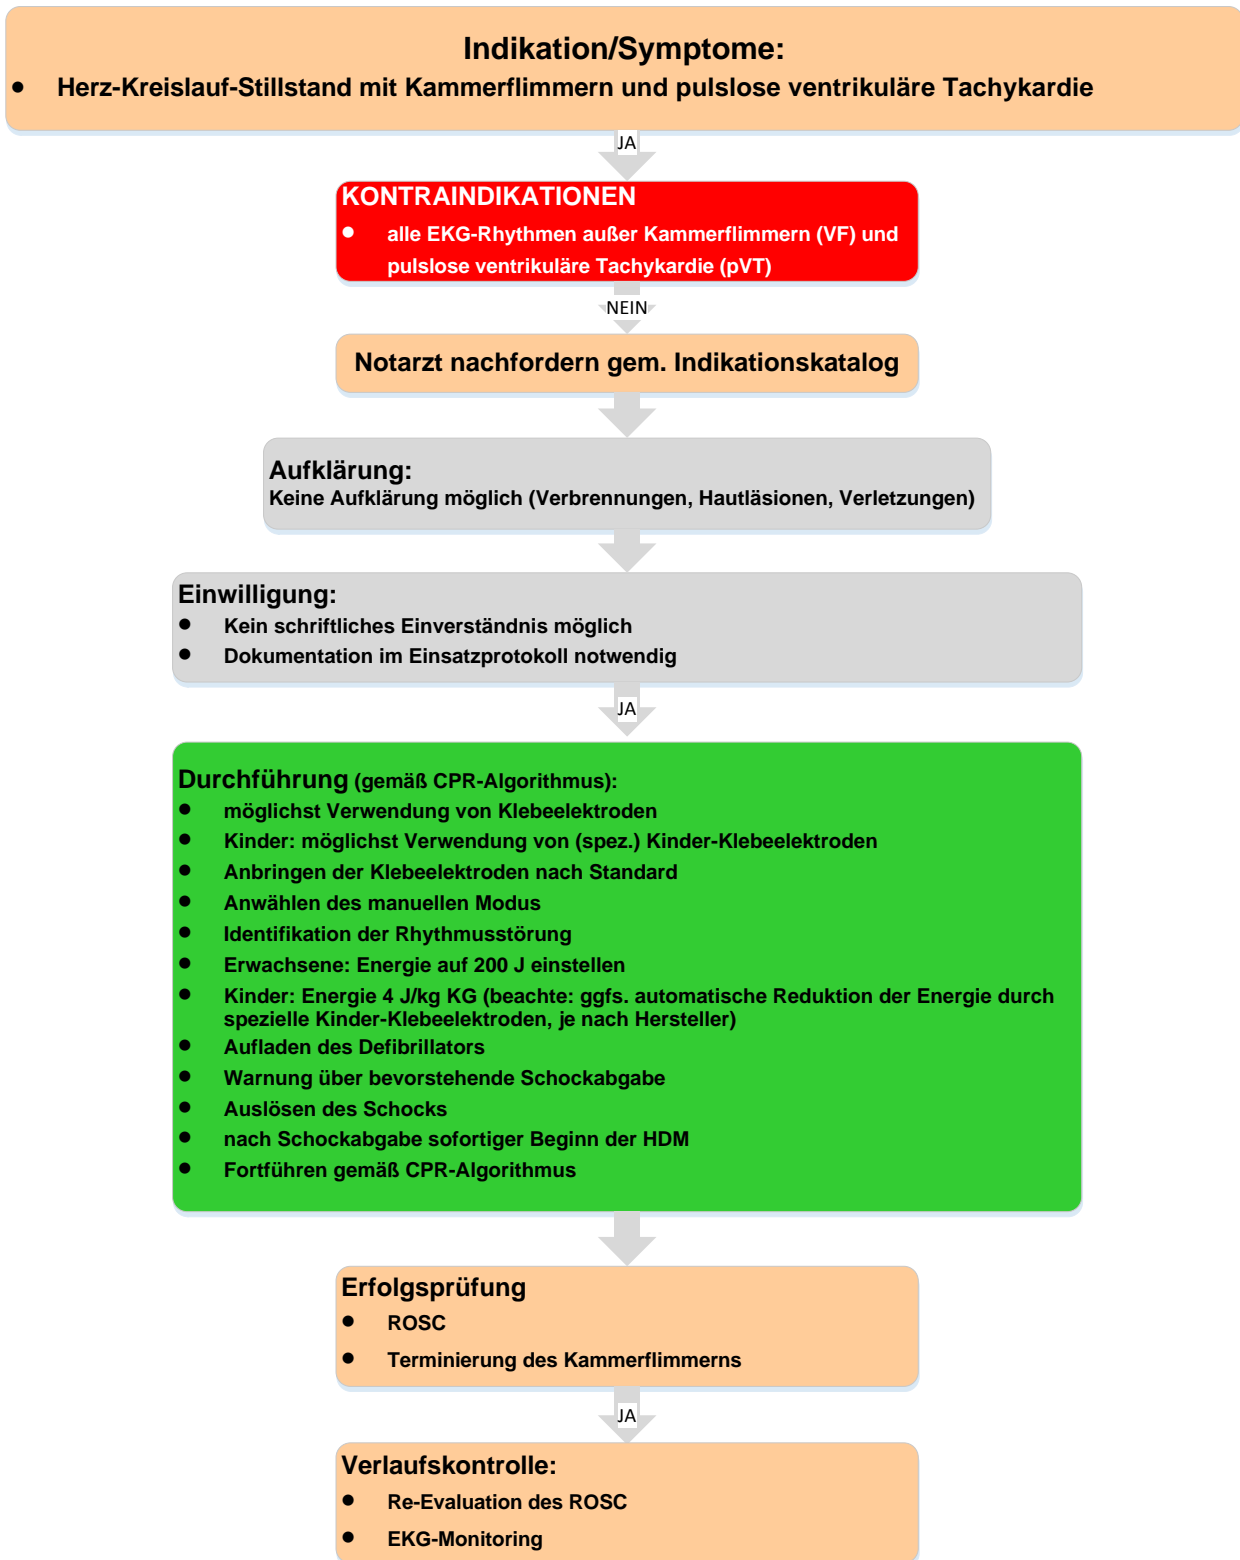 Indikation/Symptome:
● Herz-Kreislauf-Stillstand mit Kammerflimmern und pulslose ventrikuläre Tachykardie
JA
KONTRAINDIKATIONEN
● alle EKG-Rhythmen außer Kammerflimmern (VF) und
pulslose ventrikuläre Tachykardie (pVT)
NEIN
Notarzt nachfordern gem. Indikationskatalog
Aufklärung:
Keine Aufklärung möglich (Verbrennungen, Hautläsionen, Verletzungen)
Einwilligung:
● Kein schriftliches Einverständnis möglich
● Dokumentation im Einsatzprotokoll notwendig
JA
Durchführung (gemäß CPR-Algorithmus):
● möglichst Verwendung von Klebeelektroden
● Kinder: möglichst Verwendung von (spez.) Kinder-Klebeelektroden
● Anbringen der Klebeelektroden nach Standard
● Anwählen des manuellen Modus
● Identifikation der Rhythmusstörung
● Erwachsene: Energie auf 200 J einstellen
● Kinder: Energie 4 J/kg KG (beachte: ggfs. automatische Reduktion der Energie durch
spezielle Kinder-Klebeelektroden, je nach Hersteller)
● Aufladen des Defibrillators
● Warnung über bevorstehende Schockabgabe
● Auslösen des Schocks
● nach Schockabgabe sofortiger Beginn der HDM
● Fortführen gemäß CPR-Algorithmus
Erfolgsprüfung
● ROSC
● Terminierung des Kammerflimmerns
JA
Verlaufskontrolle:
● Re-Evaluation des ROSC
● EKG-Monitoring